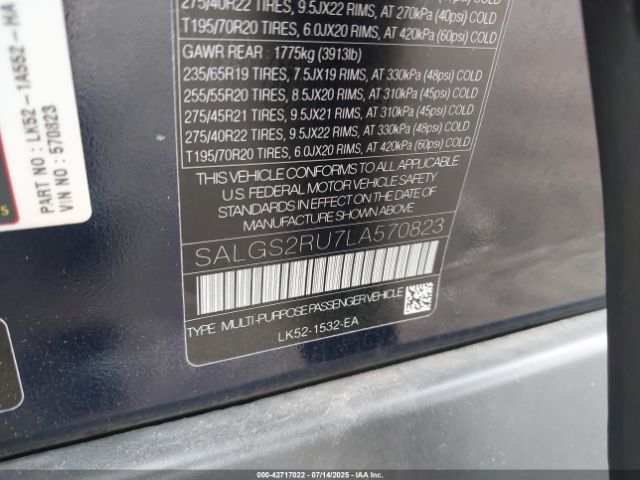 275/40R22 TIRES, 9.5JX22 RIMS, AT 270kPa (40psi) COLD
T195/70R20 TIRES, 6.0JX20 RIMS, AT 420kPa (60psi) COLD
GAWR REAR : 1775kg (3913lb)
235/65R19 TIRES, 7.5JX19 RIMS, AT 330kPa (48psi) COLD
255/55R20 TIRES, 8.5JX20 RIMS, AT 310kPa (45psi) COLD
275/45R21 TIRES, 9.5JX21 RIMS, AT 310kPa (45psi) COLD
275/40R22 TIRES, 9.5JX22 RIMS, AT 330kPa (48psi) COLD
T195/70R20 TIRES, 6.0JX20 RIMS, AT 420kPa (60psi) COLD
THIS VEHICLE CONFORMS TO ALL APPLICABLE
U.S. FEDERAL MOTOR VEHICLE SAFETY
STANDARDS IN EFFECT ON THE DATE OF
MANUFACTURE SHOWN ABOVE
SALGS2RU7LA570823
TYPE MULTI-PURPOSE PASSENGER VEHICLE
LK52-1532-EA
PART NO : LK52-1A552-HA
VIN NO : 570823
000-42717022 07/14/2025 Copyright IAA, LLC. All Rights Reserved.